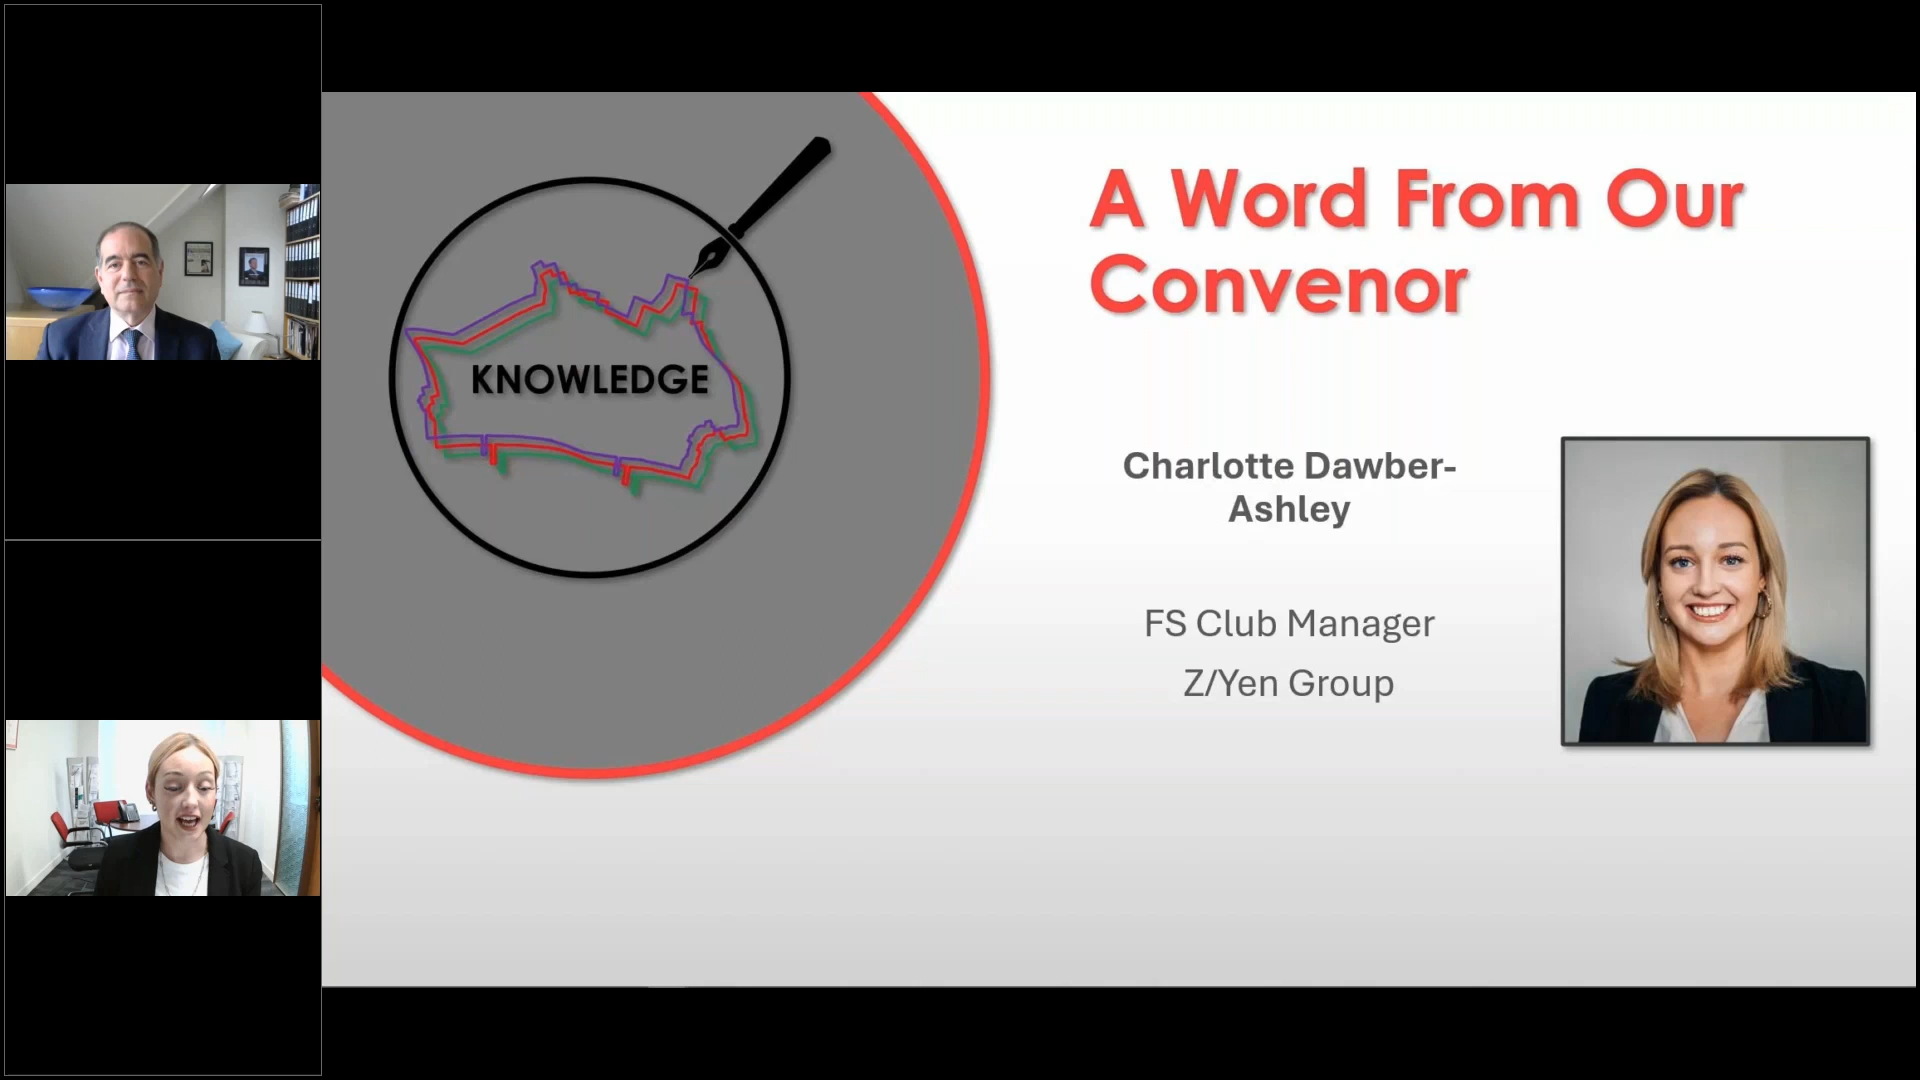 KNOWLEDGE
A Word From Our
Convenor
Charlotte Dawber-
Ashley
FS Club Manager
Z/Yen Group